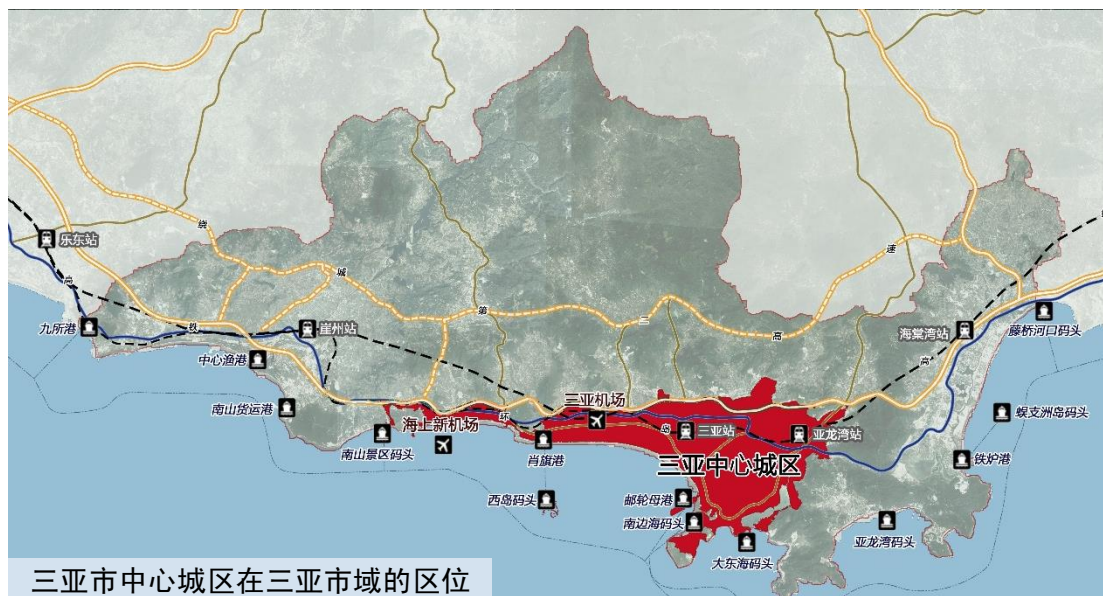 绕
速
乐东站
城
高
第
二
高
九所港
铁
崖州站
海棠湾站
藤桥河口码头
中心渔港
高
三亚机场
南山货运港
蜈支洲岛码头
海上新机场
环
岛
三亚站
亚龙湾站
南山景区码头
肖旗港
三亚中心城区
铁炉港
西岛码头
邮轮母港
南边海码头
亚龙湾码头
大东海码头
三亚市中心城区在三亚市域的区位